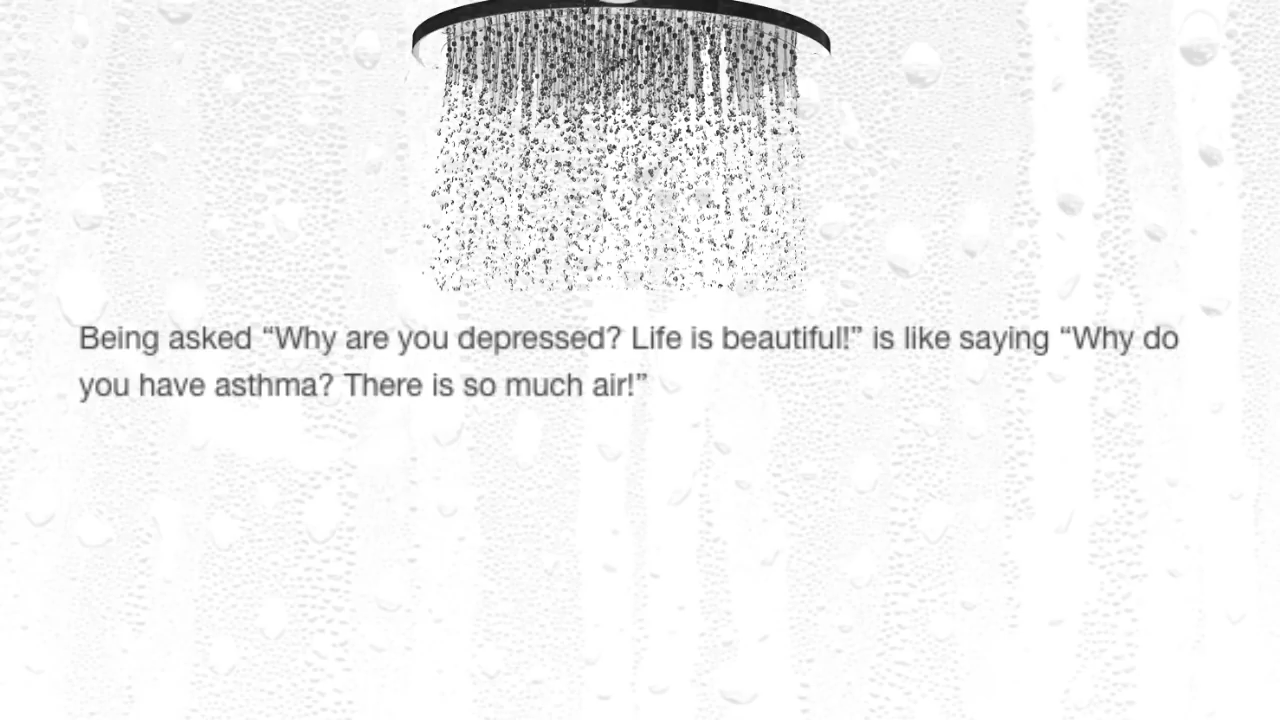 Being asked “Why are you depressed? Life is beautiful!” is like saying “Why do
you have asthma? There is so much air!”